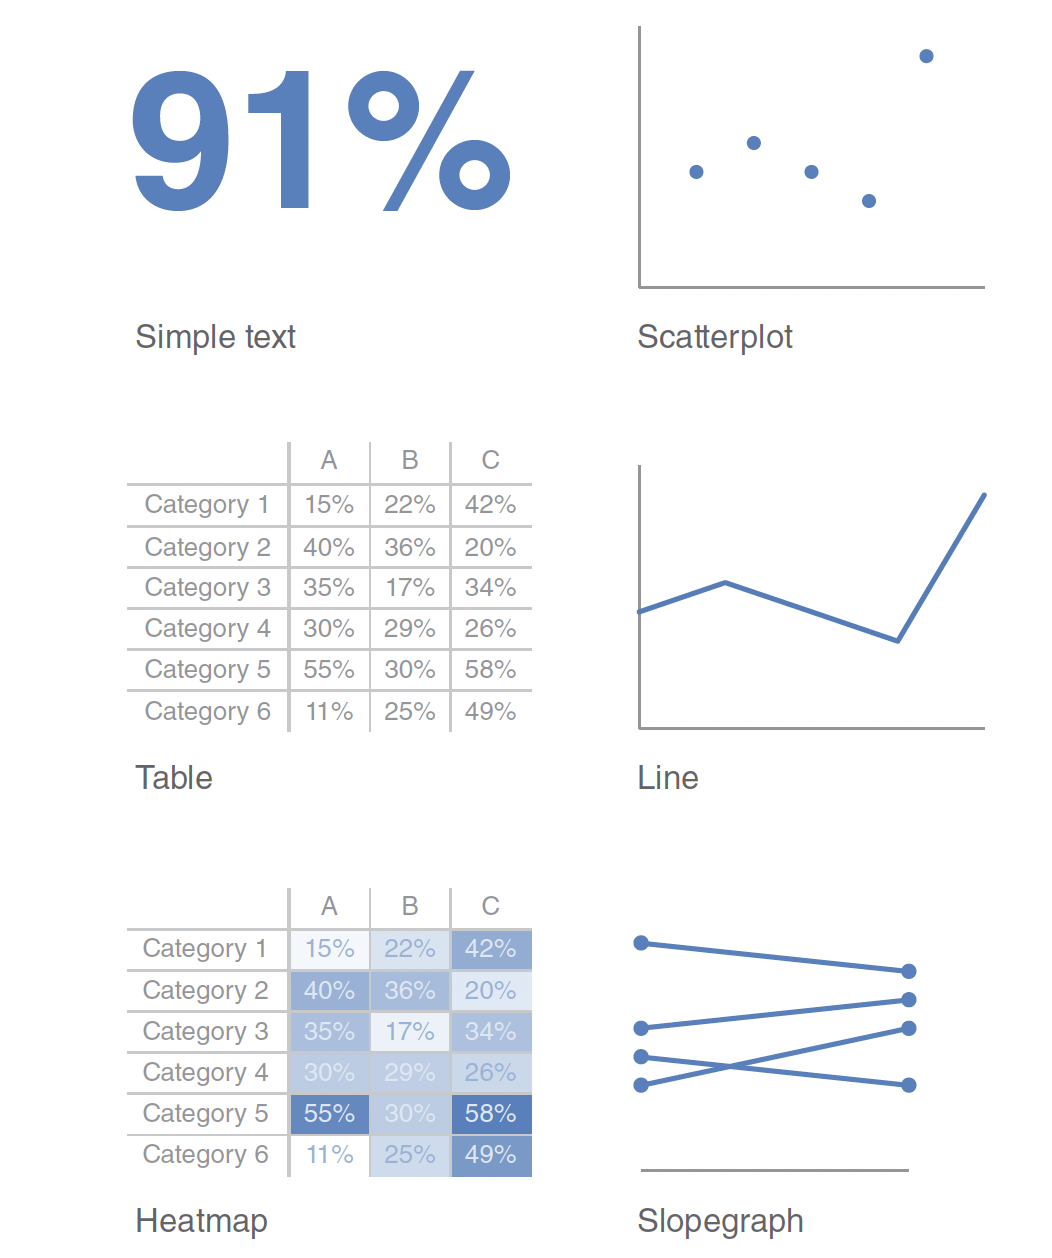 91%
Simple text
Scatterplot
A B C
Category 1 15% 22% 42%
Category 2 40% 36% 20%
Category 3 35% 17% 34%
Category 4 30% 29% 26%
Category 5 55% 30% 58%
Category 6 11% 25% 49%
Table
Line
A B C
Category 1 15% 22% 42%
Category 2 40% 36% 20%
Category 3 35% 17% 34%
Category 4 30% 29% 26%
Category 5 55% 30% 58%
Category 6 11% 25% 49%
Heatmap
Slopegraph